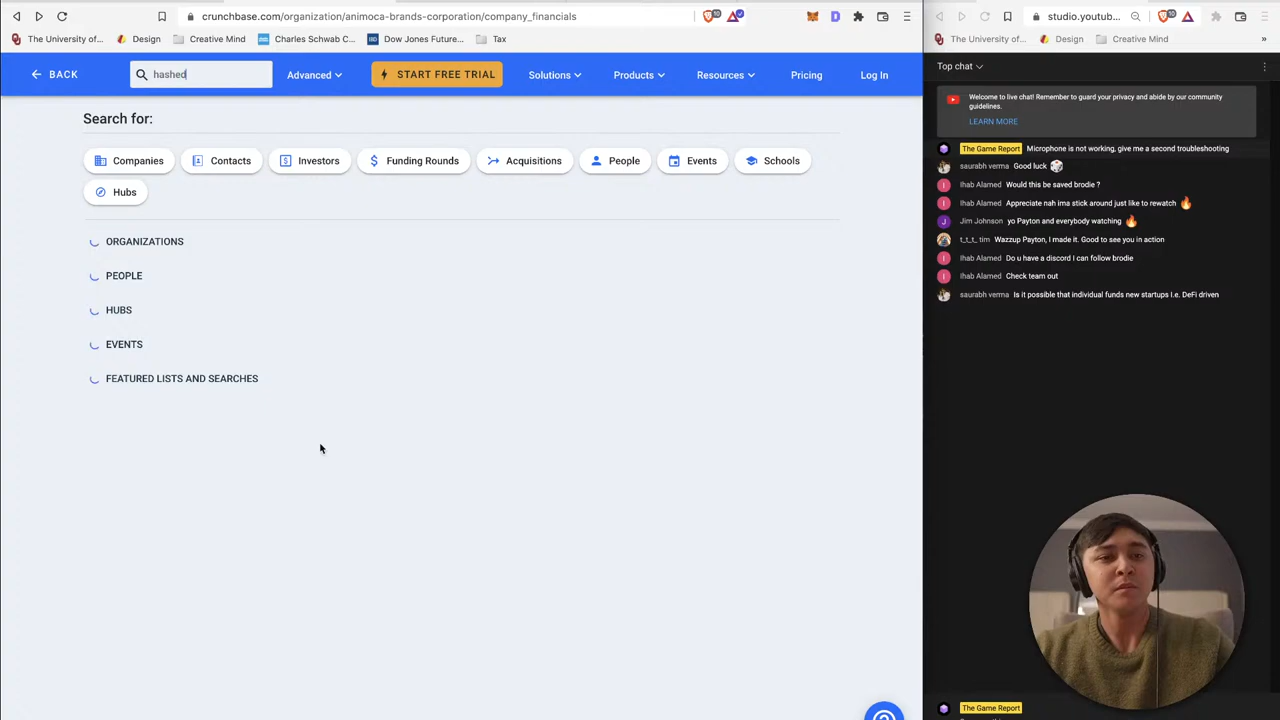 crunchbase.com/organization/animoca-brands-corporation/company_financials
The University of... Design Creative Mind Charles Schwab C... Dow Jones Future... Tax
BACK hashed Advanced START FREE TRIAL Solutions Products Resources Pricing Log In
Search for:
Companies Contacts Investors Funding Rounds Acquisitions People Events Schools
Hubs
ORGANIZATIONS
PEOPLE
HUBS
EVENTS
FEATURED LISTS AND SEARCHES
studio.youtub...
The University of... Design Creative Mind »
Top chat
Welcome to live chat! Remember to guard your privacy and abide by our community
guidelines.
LEARN MORE
The Game Report Microphone is not working, give me a second troubleshooting
saurabh verma Good luck
Ihab Alamed Would this be saved brodie ?
Ihab Alamed Appreciate nah ima stick around just like to rewatch
Jim Johnson yo Payton and everybody watching
t_t_t_ tim Wazzup Payton, I made it. Good to see you in action
Ihab Alamed Do u have a discord I can follow brodie
Ihab Alamed Check team out
saurabh verma Is it possible that individual funds new startups I.e. DeFi driven
The Game Report